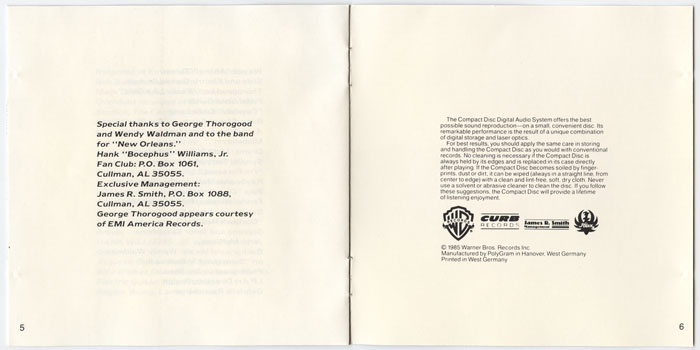 Special thanks to George Thorogood
and Wendy Waldman and to the band
for "New Orleans."
Hank "Bocephus" Williams, Jr.
Fan Club: P.O. Box 1061,
Cullman, AL 35055.
Exclusive Management:
James R. Smith, P.O. Box 1088,
Cullman, AL 35055.
George Thorogood appears courtesy
of EMI America Records.
5
The Compact Disc Digital Audio System offers the best
possible sound reproduction—on a small, convenient disc. Its
remarkable performance is the result of a unique combination
of digital storage and laser optics.
For best results, you should apply the same care in storing
and handling the Compact Disc as you would with conventional
records. No cleaning is necessary if the Compact Disc is
always held by its edges and is replaced in its case directly
after playing. If the Compact Disc becomes soiled by finger-
prints, dust or dirt, it can be wiped (always in a straight line, from
center to edge) with a clean and lint-free, soft, dry cloth. Never
use a solvent or abrasive cleaner to clean the disc. If you follow
these suggestions, the Compact Disc will provide a lifetime
of listening enjoyment.
CURB
RECORDS
James R. Smith
Management
© 1985 Warner Bros. Records Inc.
Manufactured by PolyGram in Hanover, West Germany
Printed in West Germany
6